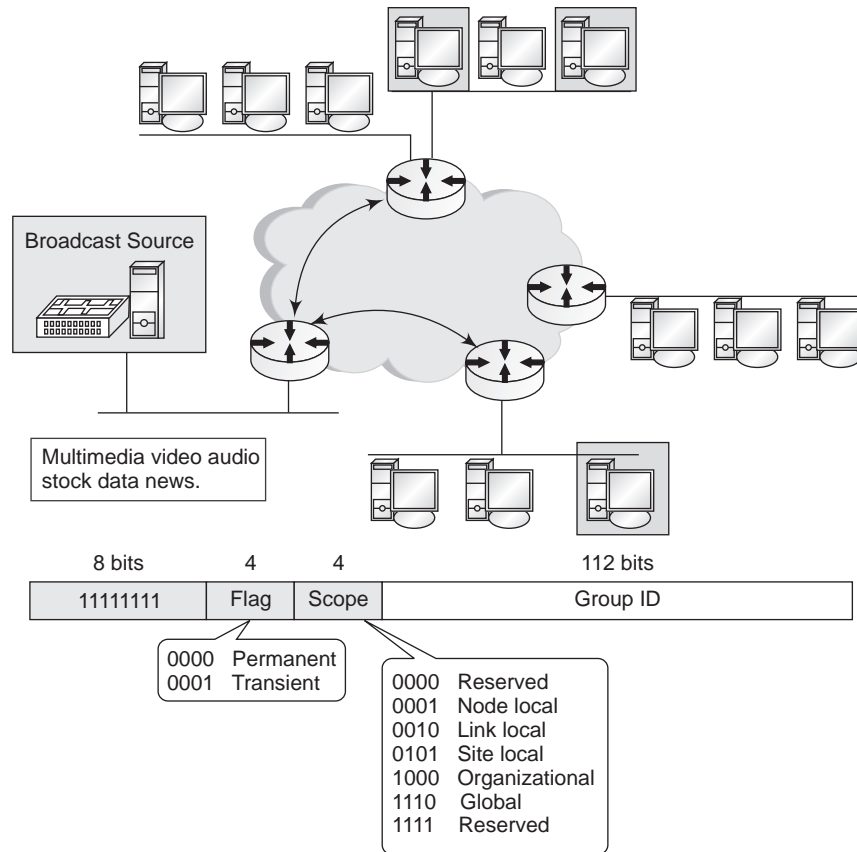 Broadcast Source
Multimedia video audio
stock data news.
8 bits 4 4 112 bits
11111111 Flag Scope Group ID
0000 Permanent
0001 Transient
0000 Reserved
0001 Node local
0010 Link local
0101 Site local
1000 Organizational
1110 Global
1111 Reserved